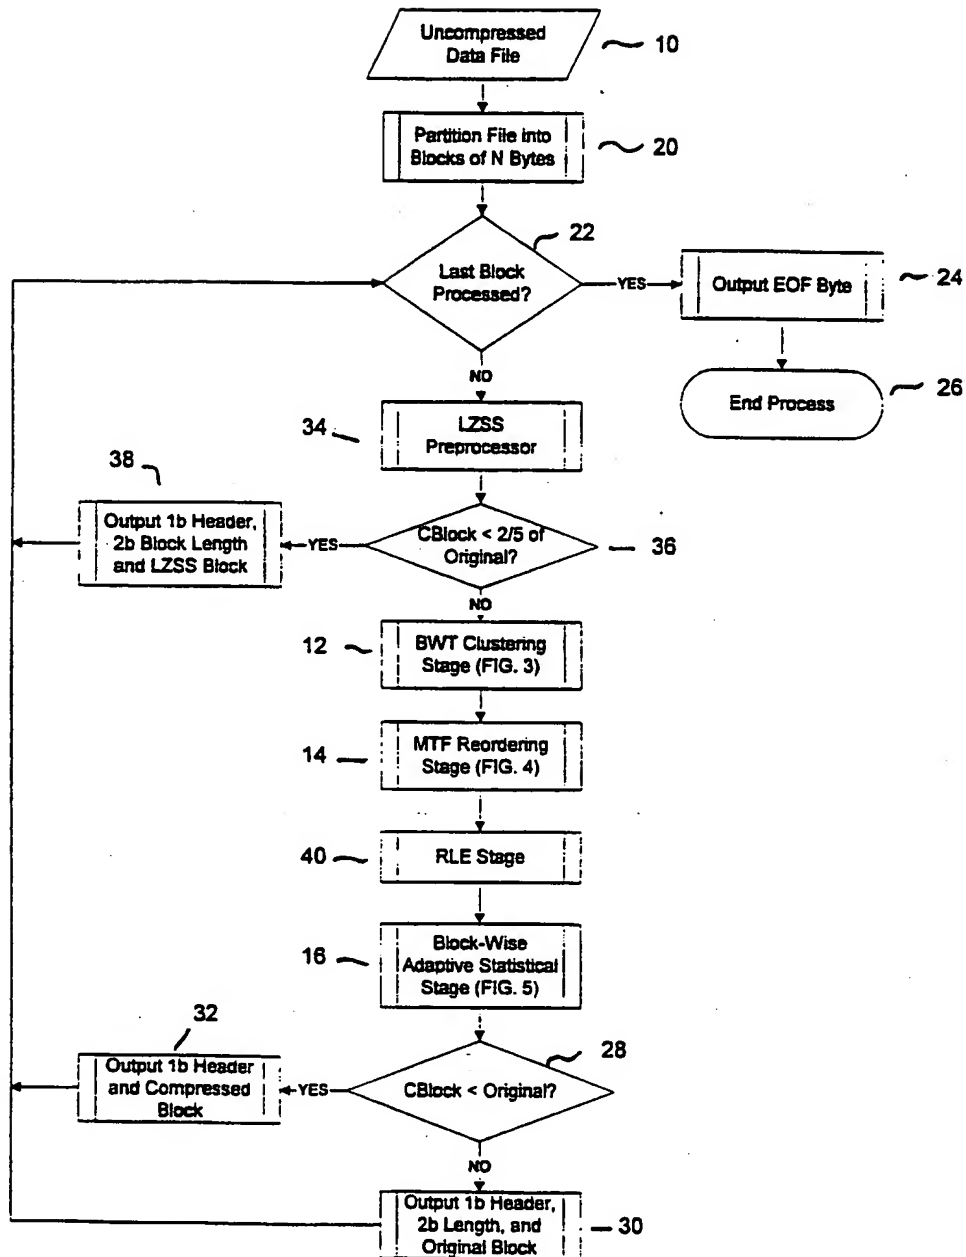 Uncompressed
Data File
10
Partition File into
Blocks of N Bytes
20
22
Last Block
Processed?
YES
Output EOF Byte
24
NO
End Process
26
34
LZSS
Preprocessor
38
Output 1b Header,
2b Block Length
and LZSS Block
YES
CBlock < 2/5 of
Original?
36
NO
12
BWT Clustering
Stage (FIG. 3)
14
MTF Reordering
Stage (FIG. 4)
40
RLE Stage
16
Block-Wise
Adaptive Statistical
Stage (FIG. 5)
32
Output 1b Header
and Compressed
Block
YES
CBlock < Original?
28
NO
Output 1b Header,
2b Length, and
Original Block
30